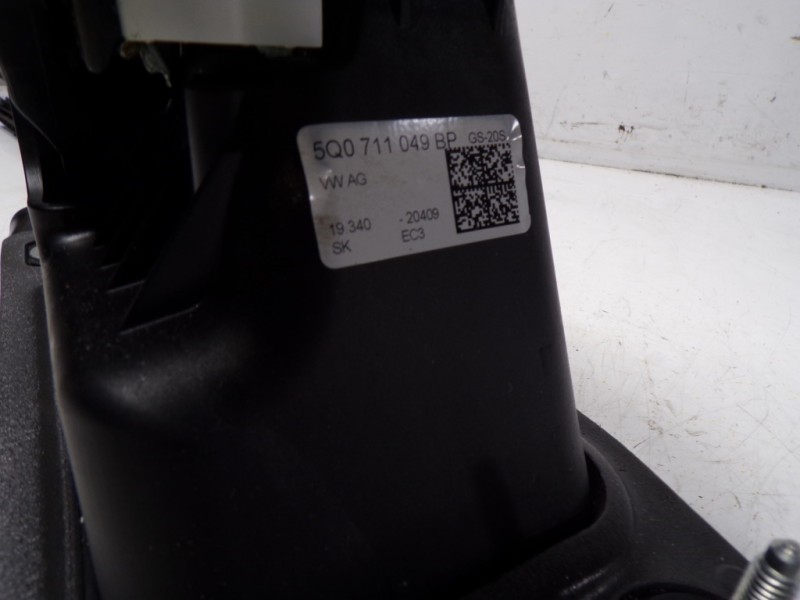 5Q0 711 049 BP GS-20S
VW AG
19.340 - 20409
SK EC3